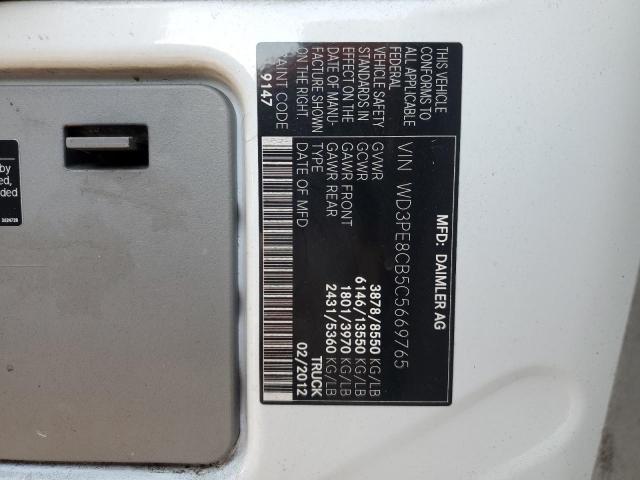 MFD: DAIMLER AG
VIN WD3PE8CB5C5669765
THIS VEHICLE
CONFORMS TO
ALL APPLICABLE
FEDERAL
VEHICLE SAFETY
STANDARDS IN
EFFECT ON THE
DATE OF MANU-
FACTURE SHOWN
ON THE RIGHT.
PAINT CODE
9147
GVWR 3878/8550 KG/LB
GCWR 6146/13550 KG/LB
GAWR FRONT 1801/3970 KG/LB
GAWR REAR 2431/5360 KG/LB
TYPE TRUCK
DATE OF MFD 02/2012
by
ded